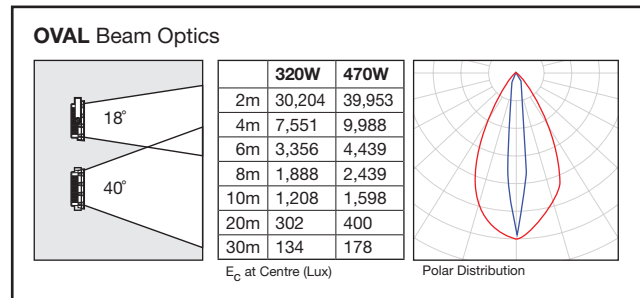 OVAL Beam Optics
18°
40°
320W 470W
2m 30,204 39,953
4m 7,551 9,988
6m 3,356 4,439
8m 1,888 2,439
10m 1,208 1,598
20m 302 400
30m 134 178
EC at Centre (Lux)
Polar Distribution